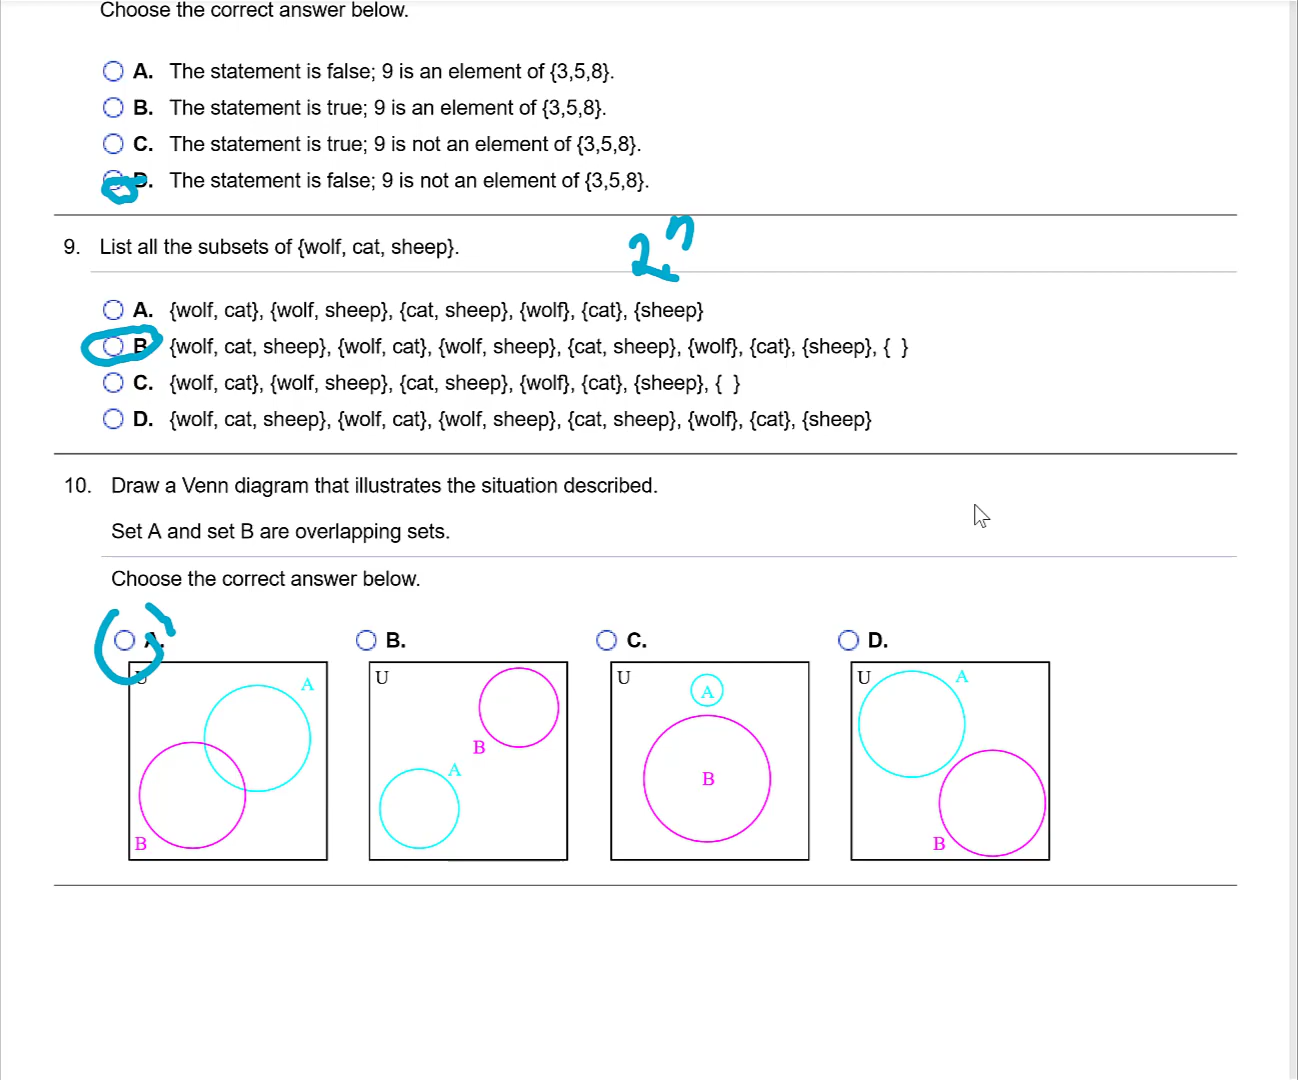 Choose the correct answer below.
A. The statement is false; 9 is an element of {3,5,8}.
B. The statement is true; 9 is an element of {3,5,8}.
C. The statement is true; 9 is not an element of {3,5,8}.
D. The statement is false; 9 is not an element of {3,5,8}.
2 n
9. List all the subsets of {wolf, cat, sheep}.
A. {wolf, cat}, {wolf, sheep}, {cat, sheep}, {wolf}, {cat}, {sheep}
B. {wolf, cat, sheep}, {wolf, cat}, {wolf, sheep}, {cat, sheep}, {wolf}, {cat}, {sheep}, { }
C. {wolf, cat}, {wolf, sheep}, {cat, sheep}, {wolf}, {cat}, {sheep}, { }
D. {wolf, cat, sheep}, {wolf, cat}, {wolf, sheep}, {cat, sheep}, {wolf}, {cat}, {sheep}
10. Draw a Venn diagram that illustrates the situation described.
Set A and set B are overlapping sets.
Choose the correct answer below.
A.
U
A
B
B.
U
B
A
C.
U
A
B
D.
U
A
B